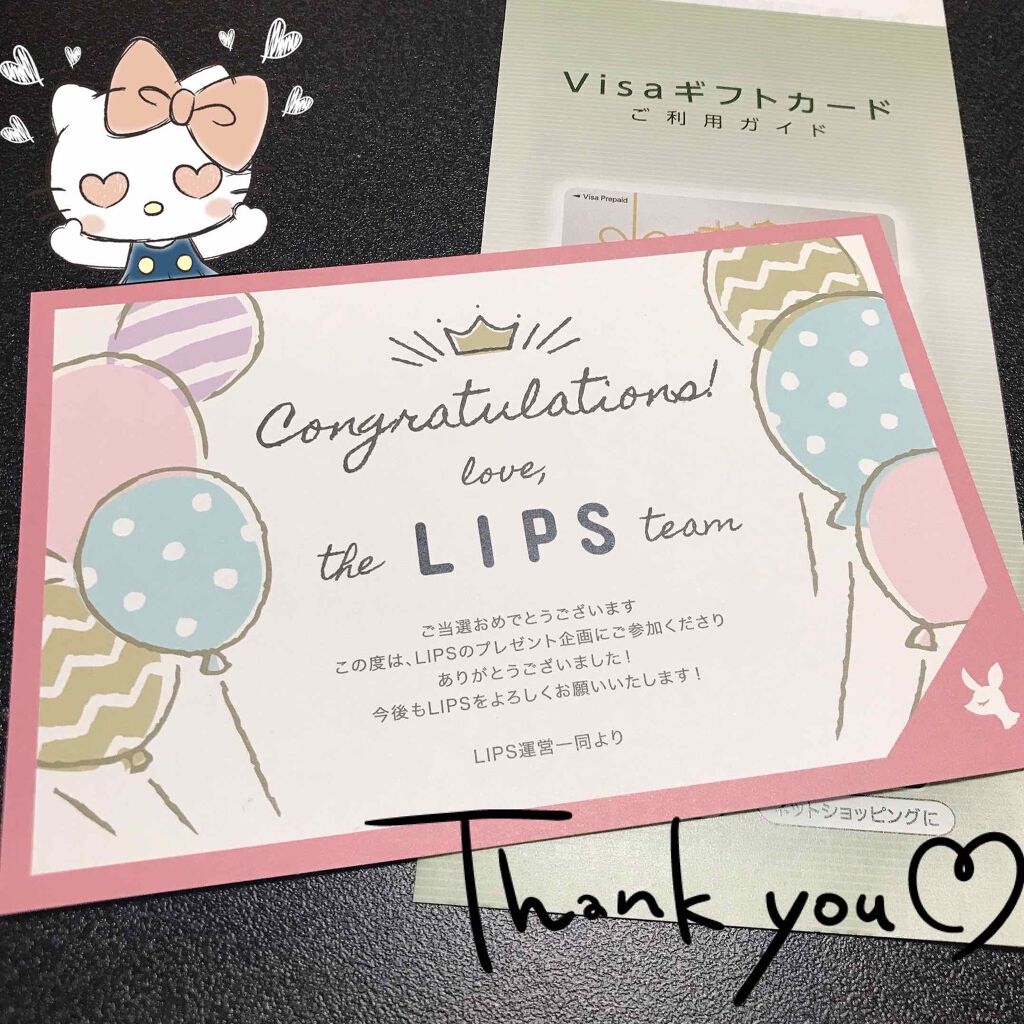 Visaギフトカード
ご利用ガイド
Visa Prepaid
Congratulations!
love,
the LIPS team
ご当選おめでとうございます
この度は、LIPSのプレゼント企画にご参加くださり
ありがとうございました!
今後もLIPSをよろしくお願いいたします!
LIPS運営一同より
ネットショッピングに
Thank you